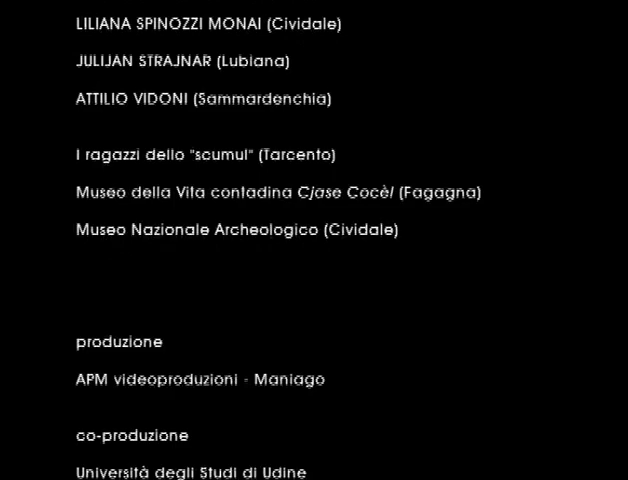 LILIANA SPINOZZI MONAI (Cividale)
JULIJAN STRAJNAR (Lubiana)
ATTILIO VIDONI (Sammardenchia)
I ragazzi dello "scumul" (Tarcento)
Museo della Vita contadina Cjase Cocèl (Fagagna)
Museo Nazionale Archeologico (Cividale)
produzione
APM videoproduzioni - Maniago
co-produzione
Università degli Studi di Udine